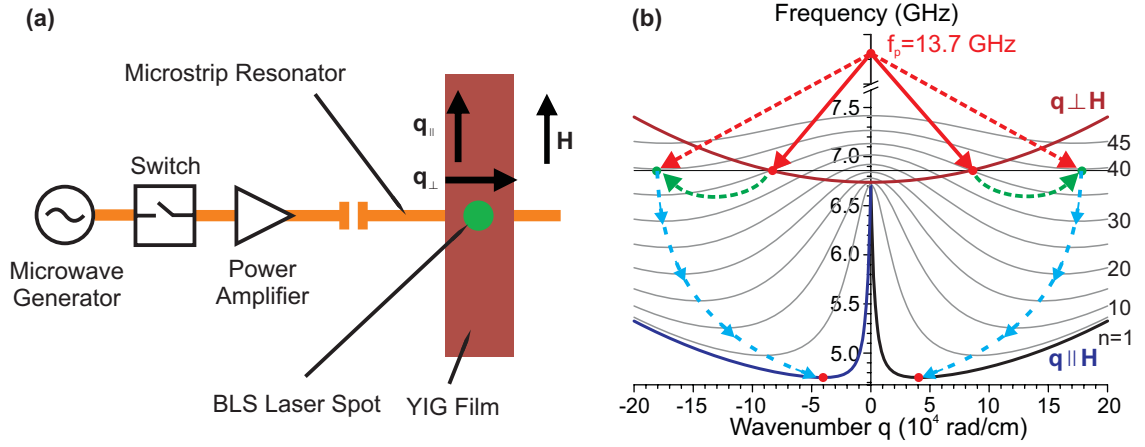 (a)
Microstrip Resonator
q∥
H
Switch
q⊥
Microwave
Generator
Power
Amplifier
BLS Laser Spot
YIG Film
(b)
Frequency (GHz)
fp=13.7 GHz
7.5
q⊥H
7.0
6.5
6.0
5.5
5.0
45
40
30
20
10
n=1
q∥H
-20 -15 -10 -5 0 5 10 15 20
Wavenumber q (10⁴ rad/cm)